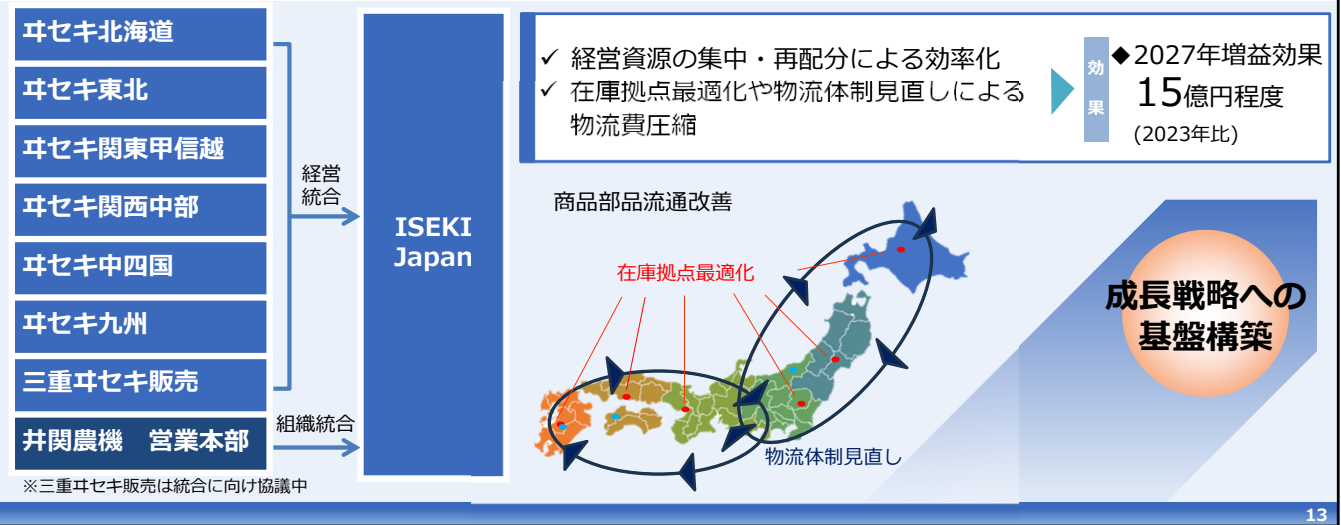 ヰセキ北海道
ヰセキ東北
ヰセキ関東甲信越
ヰセキ関西中部
ヰセキ中四国
ヰセキ九州
三重ヰセキ販売
井関農機　営業本部
※三重ヰセキ販売は統合に向け協議中
経営
統合
組織統合
ISEKI
Japan
✓ 経営資源の集中・再配分による効率化
✓ 在庫拠点最適化や物流体制見直しによる
物流費圧縮
効
果
◆2027年増益効果
15億円程度
(2023年比)
商品部品流通改善
在庫拠点最適化
物流体制見直し
成長戦略への
基盤構築
13